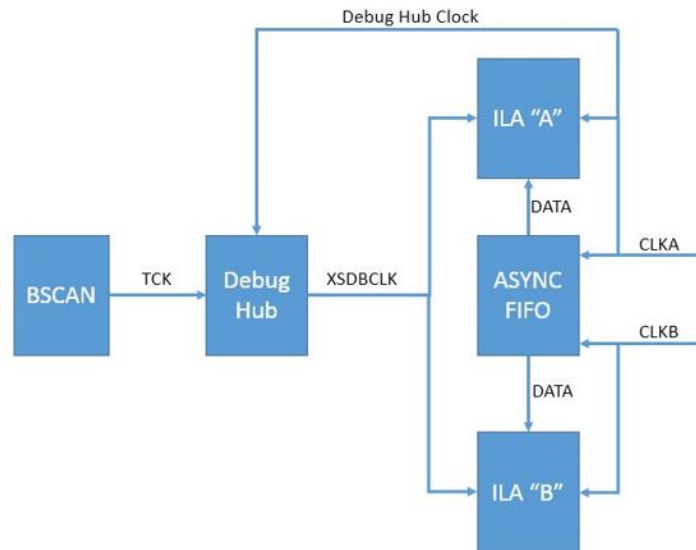 Debug Hub Clock
ILA “A”
DATA
CLKA
BSCAN
TCK
Debug
Hub
XSDBCLK
ASYNC
FIFO
CLKB
DATA
ILA “B”